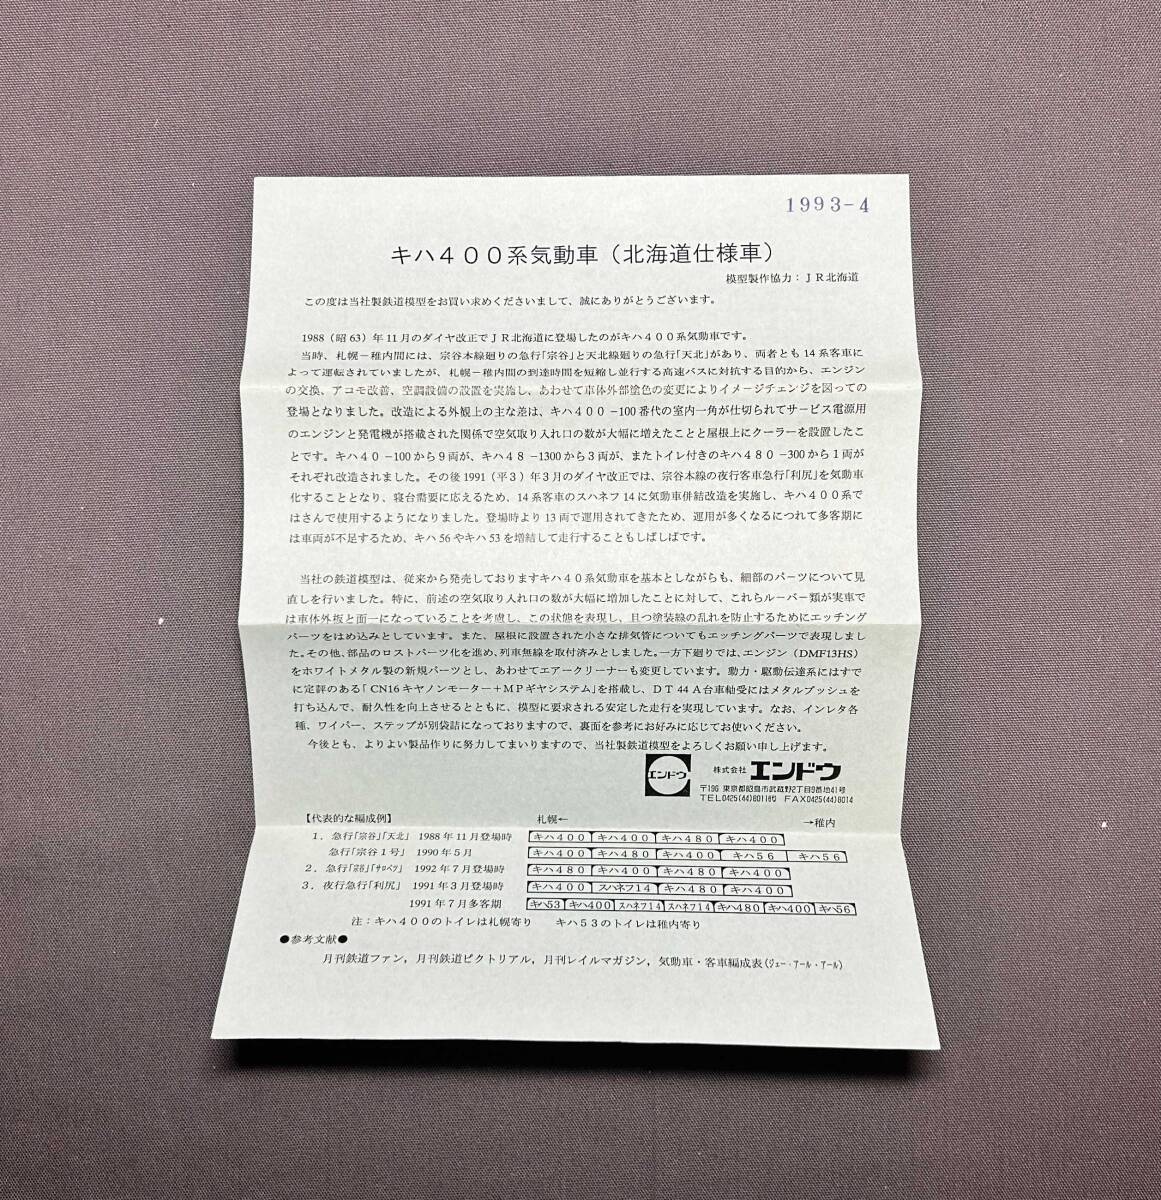 1993-4
キハ４００系気動車（北海道仕様車）
模型製作協力：ＪＲ北海道
この度は当社製鉄道模型をお買い求めくださいまして、誠にありがとうございます。
1988（昭63）年11月のダイヤ改正でＪＲ北海道に登場したのがキハ４００系気動車です。
当時、札幌－稚内間には、宗谷本線廻りの急行「宗谷」と天北線廻りの急行「天北」があり、両者とも14系客車に
よって運転されていましたが、札幌－稚内間の到達時間を短縮し並行する高速バスに対抗する目的から、エンジン
の交換、アコモ改善、空調設備の設置を実施し、あわせて車体外部塗色の変更によりイメージチェンジを図っての
登場となりました。改造による外観上の主な差は、キハ４００－100番代の室内一角が仕切られてサービス電源用
のエンジンと発電機が搭載された関係で空気取り入れ口の数が大幅に増えたことと屋根上にクーラーを設置したこ
とです。キハ４０－100から９両が、キハ４８－1300から３両が、またトイレ付きのキハ４８０－300から１両が
それぞれ改造されました。その後1991（平３）年３月のダイヤ改正では、宗谷本線の夜行客車急行「利尻」を気動車
化することとなり、寝台需要に応えるため、14系客車のスハネフ14に気動車併結改造を実施し、キハ４００系で
はさんで使用するようになりました。登場時より13両で運用されてきたため、運用が多くなるにつれて多客期に
は車両が不足するため、キハ56やキハ53を増結して走行することもしばしばです。
当社の鉄道模型は、従来から発売しておりますキハ４０系気動車を基本としながらも、細部のパーツについて見
直しを行いました。特に、前述の空気取り入れ口の数が大幅に増加したことに対して、これらルーバー類が実車で
は車体外板と面一になっていることを考慮し、この状態を表現し、且つ塗装線の乱れを防止するためにエッチング
パーツをはめ込みとしています。また、屋根に設置された小さな排気管についてもエッチングパーツで表現しまし
た。その他、部品のロストパーツ化を進め、列車無線を取付済みとしました。一方下廻りでは、エンジン（DMF13HS）
をホワイトメタル製の新規パーツとし、あわせてエアークリーナーも変更しています。動力・駆動伝達系にはすで
に定評のある「CN16キヤノンモーター＋MPギヤシステム」を搭載し、ＤＴ44Ａ台車軸受にはメタルブッシュを
打ち込んで、耐久性を向上させるとともに、模型に要求される安定した走行を実現しています。なお、インレタ各
種、ワイパー、ステップが別袋詰になっておりますので、裏面を参考にお好みに応じてお使いください。
今後とも、よりよい製品作りに努力してまいりますので、当社製鉄道模型をよろしくお願い申し上げます。
エンドウ 株式会社 エンドウ
〒196 東京都昭島市武蔵野2丁目9番地41号
TEL0425(44)8011㈹ FAX0425(44)8014
【代表的な編成例】 札幌← →稚内
１．急行「宗谷」「天北」 1988年11月登場時 キハ４００ キハ４００ キハ４８０ キハ４００
急行「宗谷１号」 1990年５月 キハ４００ キハ４８０ キハ４００ キハ５６ キハ５６
２．急行「宗谷」「サロベツ」 1992年７月登場時 キハ４８０ キハ４００ キハ４８０ キハ４００
３．夜行急行「利尻」 1991年３月登場時 キハ４００ スハネフ14 キハ４８０ キハ４００
1991年７月多客期 キハ53 キハ400 スハネフ14 スハネフ14 キハ480 キハ400 キハ56
注：キハ４００のトイレは札幌寄り キハ５３のトイレは稚内寄り
●参考文献●
月刊鉄道ファン，月刊鉄道ピクトリアル，月刊レイルマガジン，気動車・客車編成表（ジェー・アール・アール）